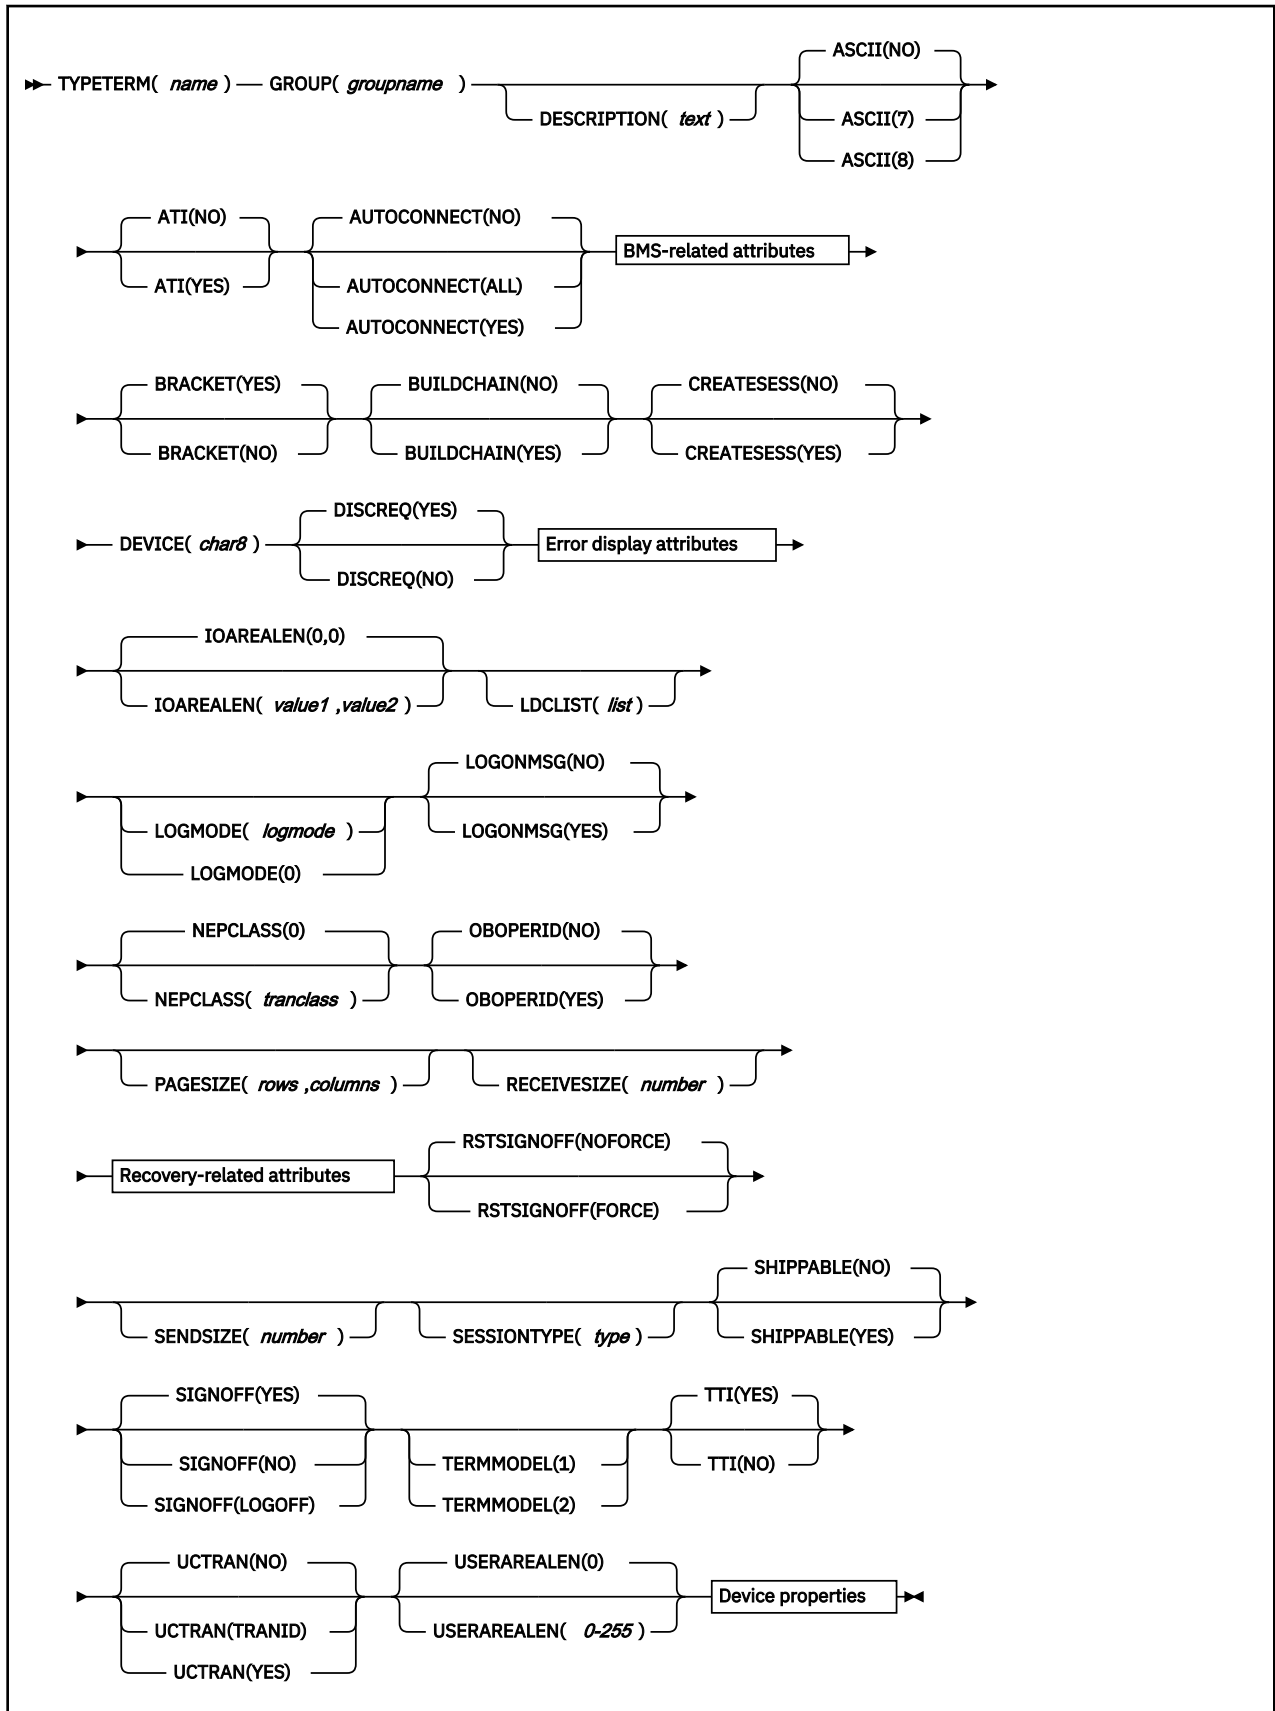 ASCII(NO)
TYPETERM( name ) GROUP( groupname )
DESCRIPTION( text ) ASCII(7)
ASCII(8)
ATI(NO) AUTOCONNECT(NO)
BMS-related attributes
ATI(YES) AUTOCONNECT(ALL)
AUTOCONNECT(YES)
BRACKET(YES) BUILDCHAIN(NO) CREATESESS(NO)
BRACKET(NO) BUILDCHAIN(YES) CREATESESS(YES)
DISCREQ(YES)
DEVICE( char8 ) Error display attributes
DISCREQ(NO)
IOAREALEN(0,0)
IOAREALEN( value1 ,value2 ) LDCLIST( list )
LOGONMSG(NO)
LOGMODE( logmode ) LOGONMSG(YES)
LOGMODE(0)
NEPCLASS(0) OBOPERID(NO)
NEPCLASS( tranclass ) OBOPERID(YES)
PAGESIZE( rows ,columns ) RECEIVESIZE( number )
RSTSIGNOFF(NOFORCE)
Recovery-related attributes
RSTSIGNOFF(FORCE)
SHIPPABLE(NO)
SENDSIZE( number ) SESSIONTYPE( type ) SHIPPABLE(YES)
SIGNOFF(YES) TTI(YES)
SIGNOFF(NO) TERMMODEL(1) TTI(NO)
SIGNOFF(LOGOFF) TERMMODEL(2)
UCTRAN(NO) USERAREALEN(0)
Device properties
UCTRAN(TRANID) USERAREALEN( 0-255 )
UCTRAN(YES)